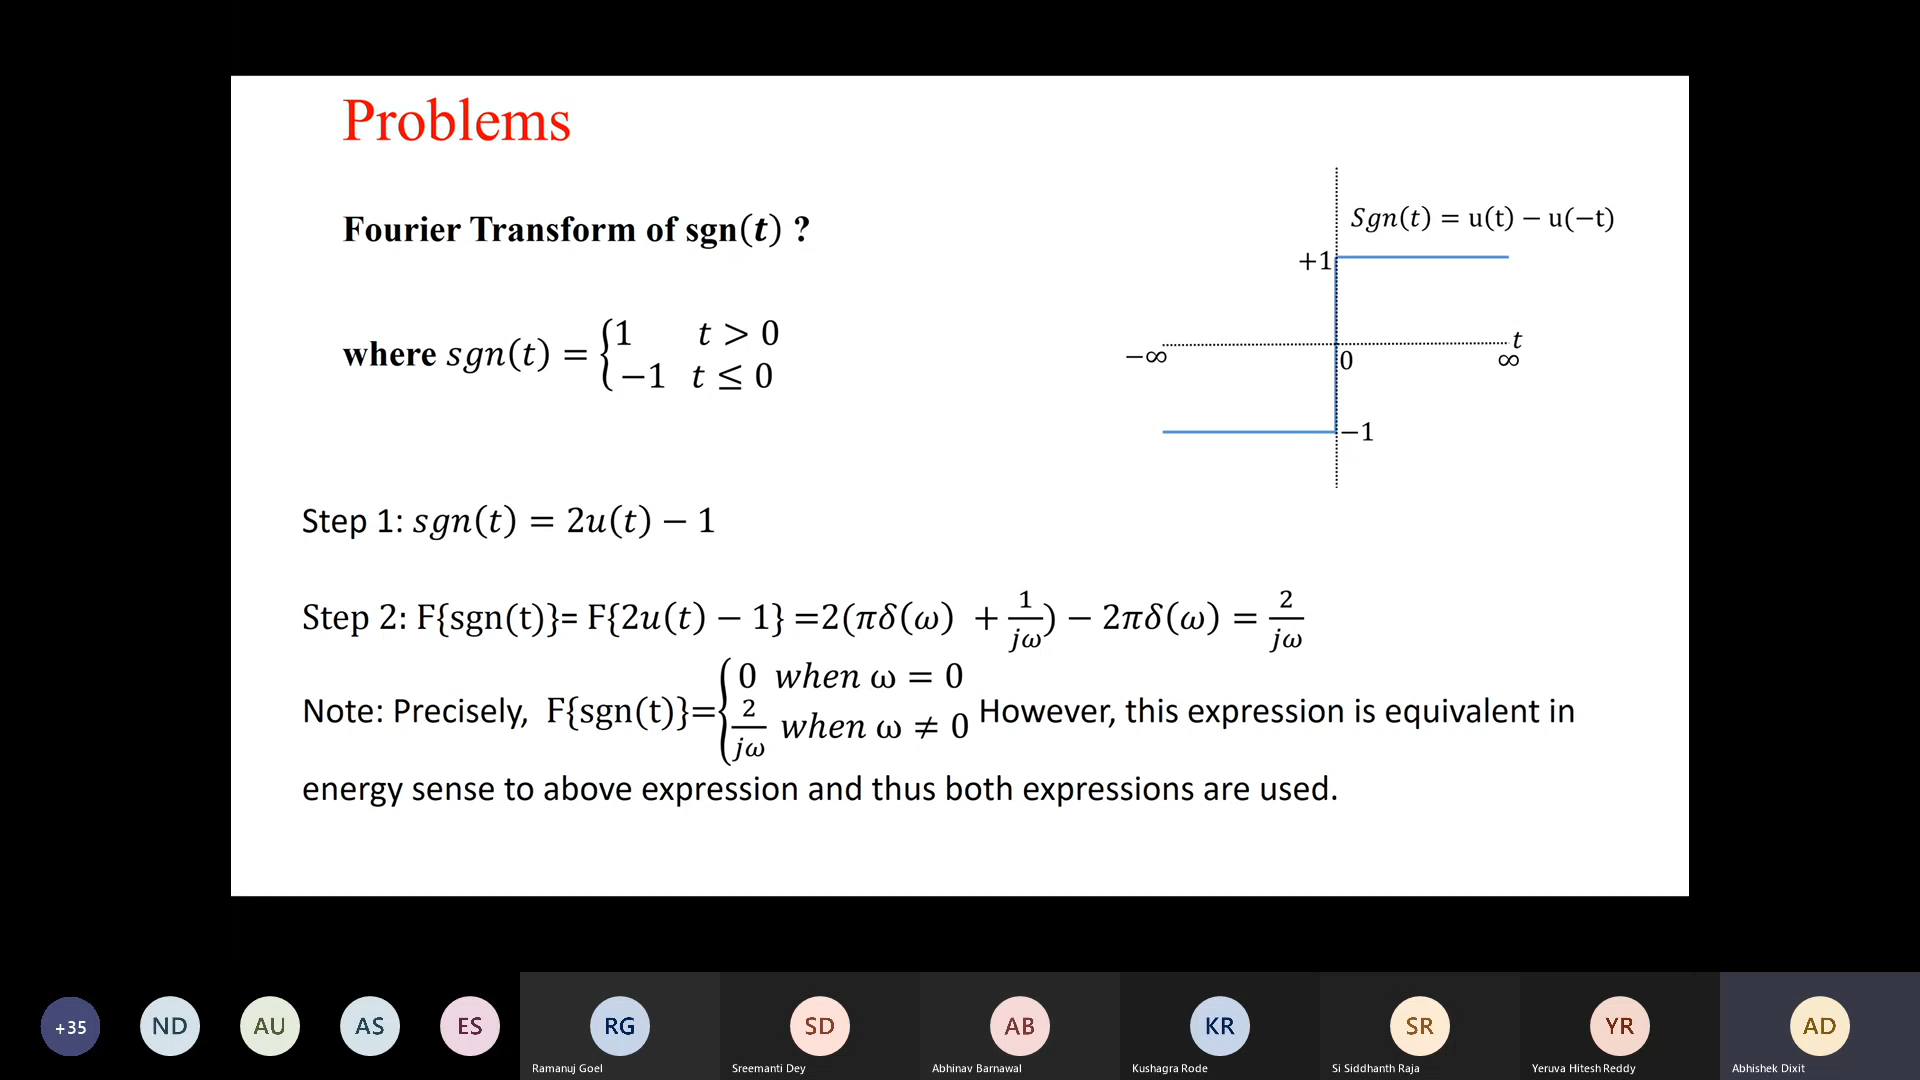 Problems
Fourier Transform of sgn(t) ?
where sgn(t) = {1 t > 0
−1 t ≤ 0
Sgn(t) = u(t) − u(−t)
+1
t
−∞ 0 ∞
−1
Step 1: sgn(t) = 2u(t) − 1
Step 2: F{sgn(t)}= F{2u(t) − 1} =2(πδ(ω) + 1/jω) − 2πδ(ω) = 2/jω
Note: Precisely, F{sgn(t)}={0 when ω = 0
2/jω when ω ≠ 0 However, this expression is equivalent in
energy sense to above expression and thus both expressions are used.
+35 ND AU AS ES RG SD AB KR SR YR AD
Ramanuj Goel Sreemanti Dey Abhinav Barnawal Kushagra Rode Si Siddhanth Raja Yeruva Hitesh Reddy Abhishek Dixit